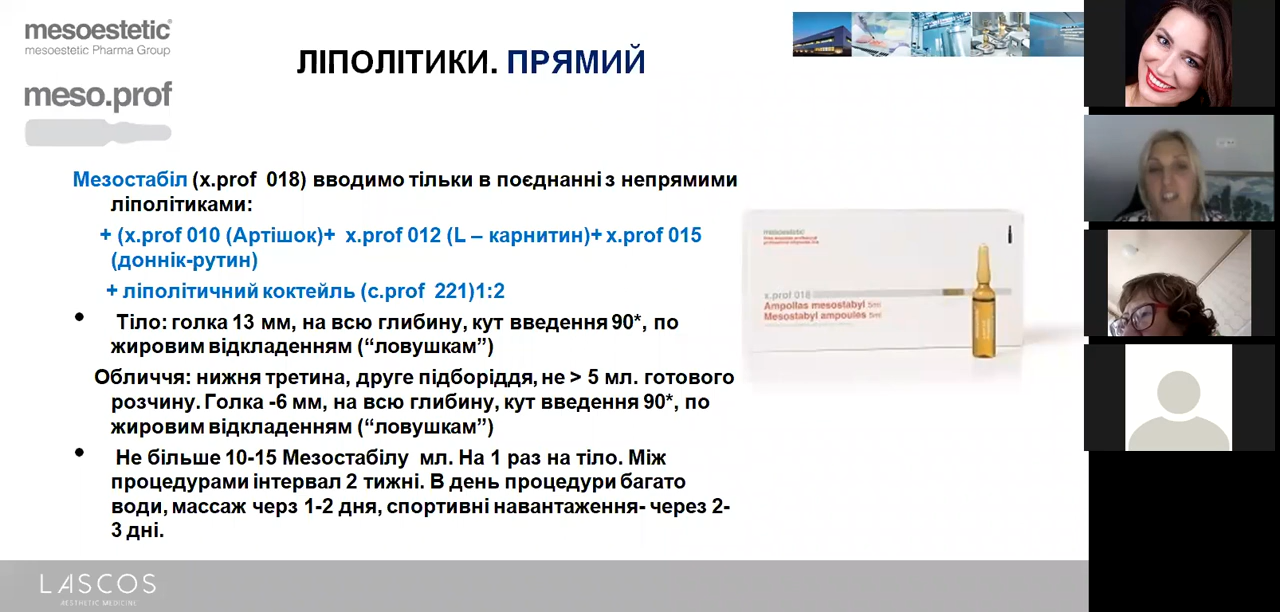 mesoestetic
mesoestetic Pharma Group
meso.prof
ЛІПОЛІТИКИ. ПРЯМИЙ
Мезостабіл (x.prof 018) вводимо тільки в поєднанні з непрямими
ліполітиками:
+ (x.prof 010 (Артішок)+ x.prof 012 (L – карнитин)+ x.prof 015
(доннік-рутин)
+ ліполітичний коктейль (c.prof 221)1:2
• Тіло: голка 13 мм, на всю глибину, кут введення 90*, по
жировим відкладенням (“ловушкам”)
Обличчя: нижня третина, друге підборіддя, не > 5 мл. готового
розчину. Голка -6 мм, на всю глибину, кут введення 90*, по
жировим відкладенням (“ловушкам”)
• Не більше 10-15 Мезостабілу мл. На 1 раз на тіло. Між
процедурами інтервал 2 тижні. В день процедури багато
води, массаж черз 1-2 дня, спортивні навантаження- через 2-
3 дні.
mesoestetic
x.prof 018
Ampollas mesostabyl 5ml
Mesostabyl ampoules 5ml
LASCOS
AESTHETIC MEDICINE